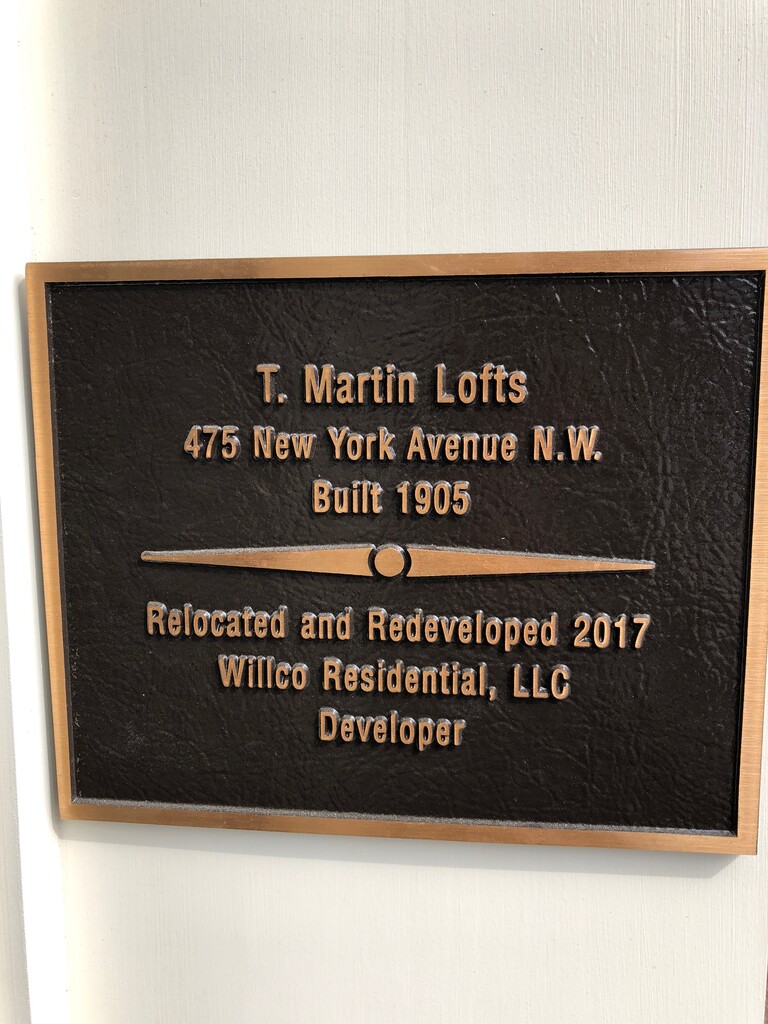 T. Martin Lofts
475 New York Avenue N.W.
Built 1905
Relocated and Redeveloped 2017
Willco Residential, LLC
Developer